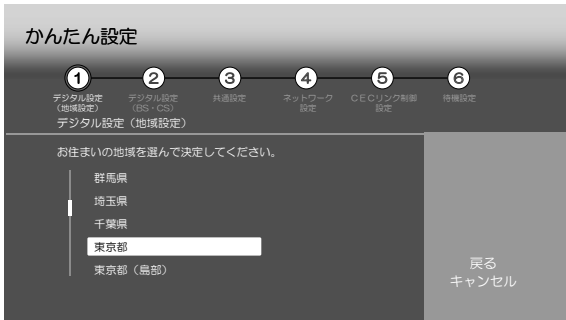 かんたん設定
1 2 3 4 5 6
デジタル設定 デジタル設定 共通設定 ネットワーク CECリンク制御 待機設定
(地域設定) (BS・CS) 設定 設定
デジタル設定(地域設定)
お住まいの地域を選んで決定してください。
群馬県
埼玉県
千葉県
東京都
東京都(島部)
戻る
キャンセル